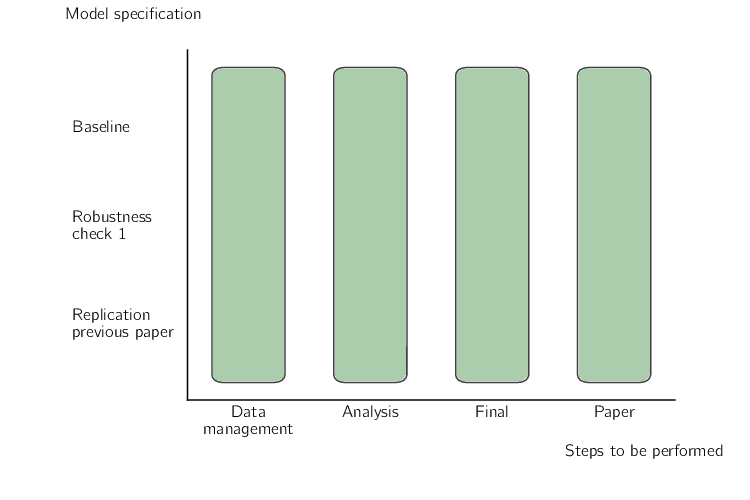 Model specification
Baseline
Robustness
check 1
Replication
previous paper
Data
management
Analysis
Final
Paper
Steps to be performed